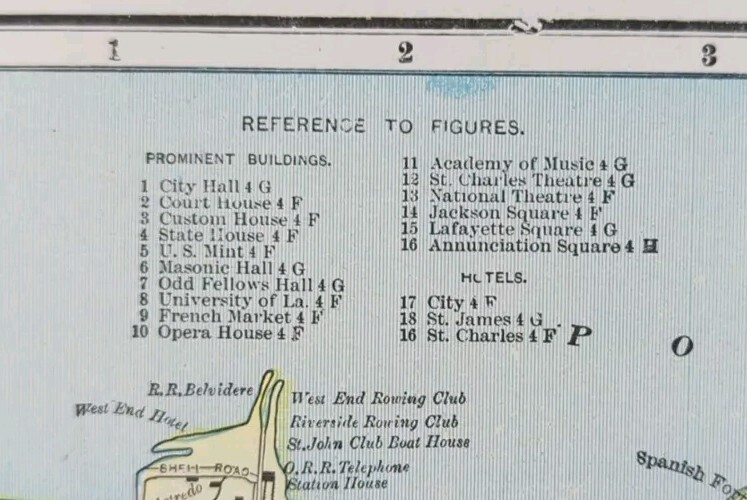 1 2 3
REFERENCE TO FIGURES.
PROMINENT BUILDINGS.
1 City Hall 4 G
2 Court House 4 F
3 Custom House 4 F
4 State House 4 F
5 U. S. Mint 4 F
6 Masonic Hall 4 G
7 Odd Fellows Hall 4 G
8 University of La. 4 F
9 French Market 4 F
10 Opera House 4 F
11 Academy of Music 4 G
12 St. Charles Theatre 4 G
13 National Theatre 4 F
14 Jackson Square 4 F
15 Lafayette Square 4 G
16 Annunciation Square 4 H
HOTELS.
17 City 4 F
18 St. James 4 G
16 St. Charles 4 F
P O
R.R. Belvidere
West End Hotel
West End Rowing Club
Riverside Rowing Club
St. John Club Boat House
O.R.R. Telephone
Station House
SHELL ROAD
Spanish For